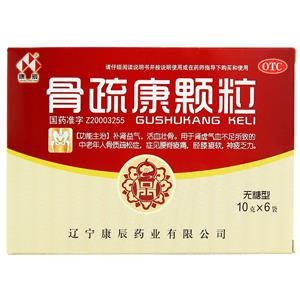 请仔细阅读说明书并按说明使用或在药师指导下购买和使用
康辰
OTC
骨疏康颗粒
国药准字 Z20003255 GUSHUKANG KELI
【功能主治】补肾益气，活血壮骨。用于肾虚气血不足所致的
中老年人骨质疏松症，症见腰脊酸痛，胫膝酸软，神疲乏力。
无糖型
10克×6袋
辽宁康辰药业有限公司